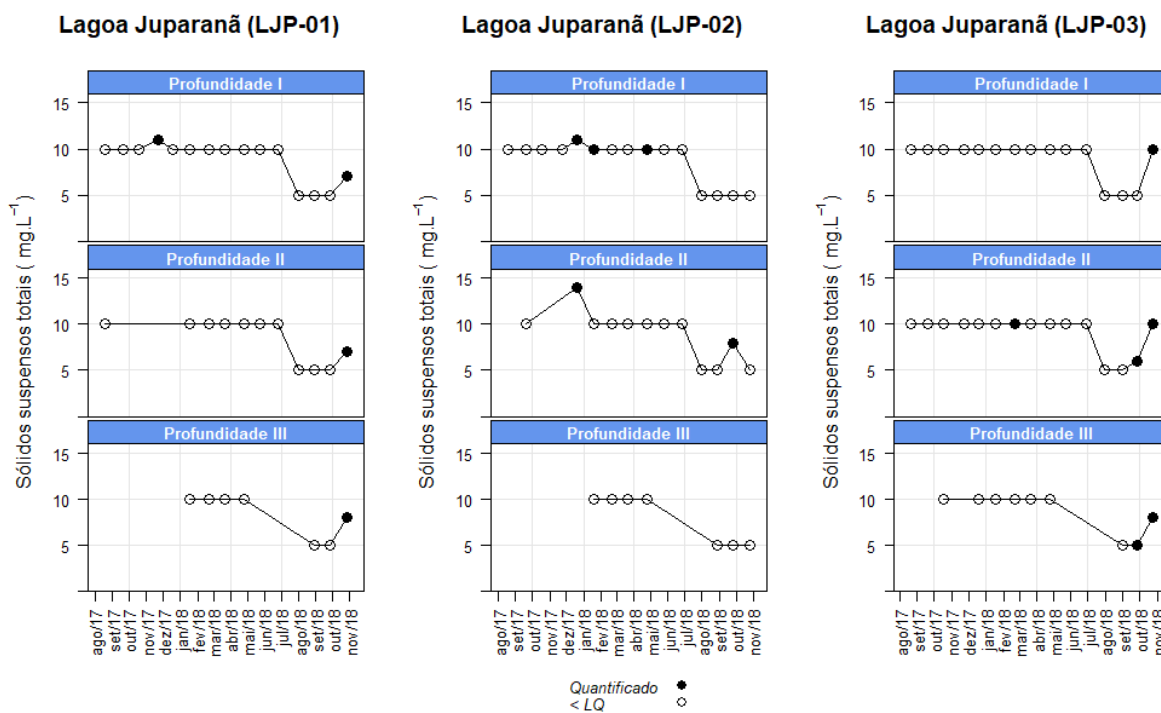 Lagoa Juparanã (LJP-01)
Sólidos suspensos totais ( mg.L⁻¹)
Profundidade I
15
10
5
Profundidade II
15
10
5
Profundidade III
15
10
5
ago/17
set/17
out/17
nov/17
dez/17
jan/18
fev/18
mar/18
abr/18
mai/18
jun/18
jul/18
ago/18
set/18
out/18
nov/18
Lagoa Juparanã (LJP-02)
Sólidos suspensos totais ( mg.L⁻¹)
Profundidade I
15
10
5
Profundidade II
15
10
5
Profundidade III
15
10
5
ago/17
set/17
out/17
nov/17
dez/17
jan/18
fev/18
mar/18
abr/18
mai/18
jun/18
jul/18
ago/18
set/18
out/18
nov/18
Lagoa Juparanã (LJP-03)
Sólidos suspensos totais ( mg.L⁻¹)
Profundidade I
15
10
5
Profundidade II
15
10
5
Profundidade III
15
10
5
ago/17
set/17
out/17
nov/17
dez/17
jan/18
fev/18
mar/18
abr/18
mai/18
jun/18
jul/18
ago/18
set/18
out/18
nov/18
Quantificado
< LQ